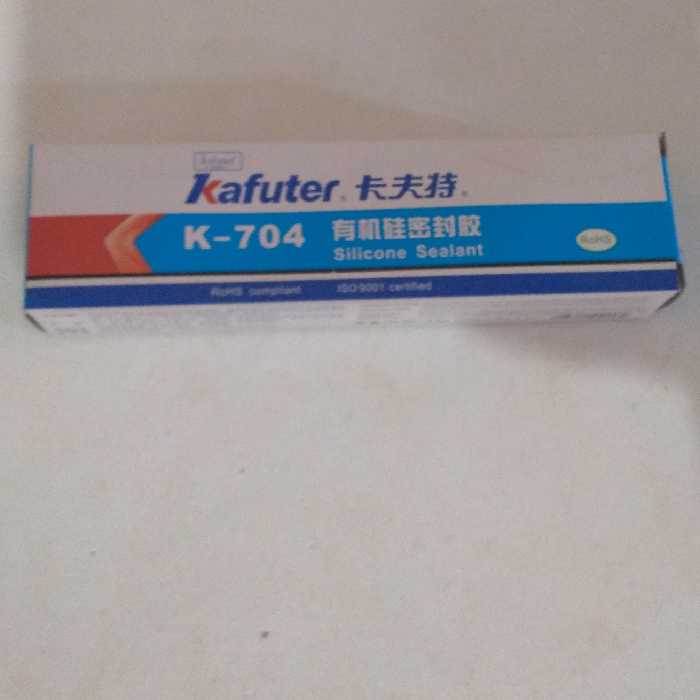 Kafuter 卡夫特
K-704 有机硅密封胶
Silicone Sealant
RoHS
RoHS compliant ISO9001 certified